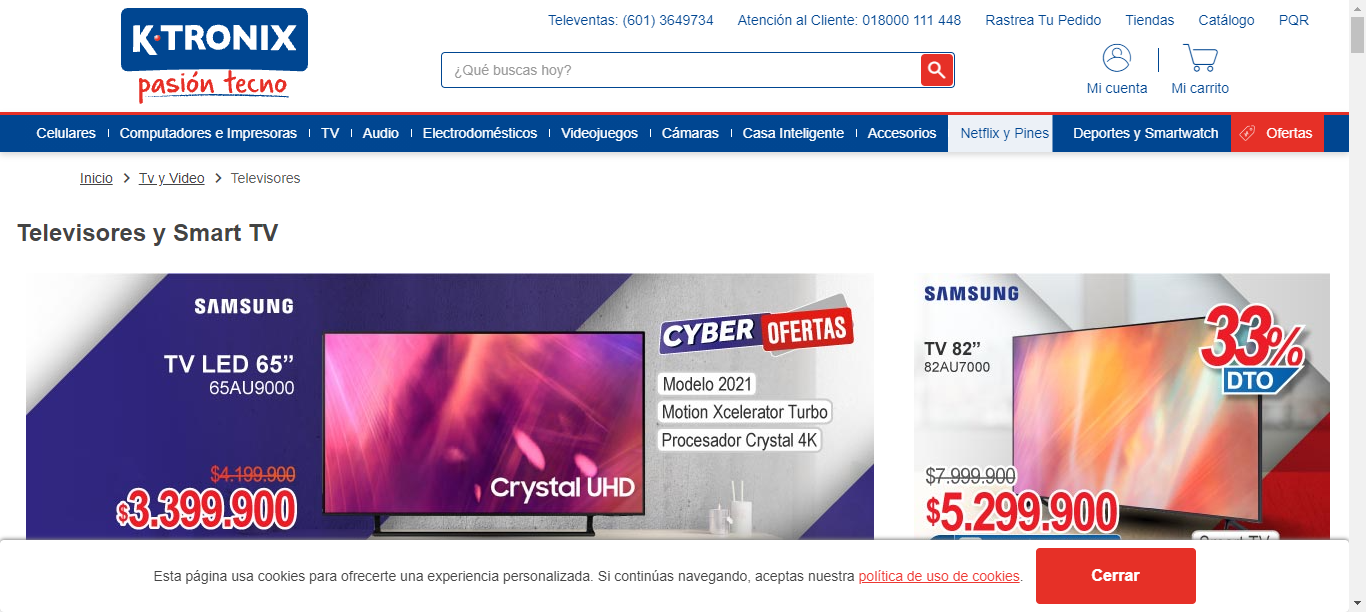 K·TRONIX
pasión tecno
Televentas: (601) 3649734 Atención al Cliente: 018000 111 448 Rastrea Tu Pedido Tiendas Catálogo PQR
¿Qué buscas hoy?
Mi cuenta Mi carrito
Celulares Computadores e Impresoras TV Audio Electrodomésticos Videojuegos Cámaras Casa Inteligente Accesorios Netflix y Pines Deportes y Smartwatch Ofertas
Inicio > Tv y Video > Televisores
Televisores y Smart TV
SAMSUNG
TV LED 65”
65AU9000
$4.199.900
$3.399.900
Crystal UHD
CYBER OFERTAS
Modelo 2021
Motion Xcelerator Turbo
Procesador Crystal 4K
SAMSUNG
TV 82”
82AU7000
33%
DTO
$7.999.900
$5.299.900
Smart TV
Esta página usa cookies para ofrecerte una experiencia personalizada. Si continúas navegando, aceptas nuestra política de uso de cookies.
Cerrar